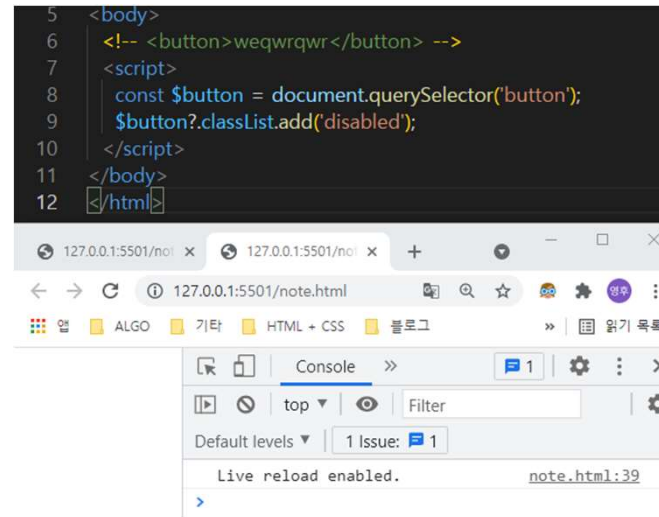 5 <body>
6 <!-- <button>weqwrqwr</button> -->
7 <script>
8 const $button = document.querySelector('button');
9 $button?.classList.add('disabled');
10 </script>
11 </body>
12 </html>
127.0.0.1:5501/not 127.0.0.1:5501/not
127.0.0.1:5501/note.html 영후
앱 ALGO 기타 HTML + CSS 블로그 » 읽기 목록
Console » 1
top Filter
Default levels 1 Issue: 1
Live reload enabled. note.html:39
>